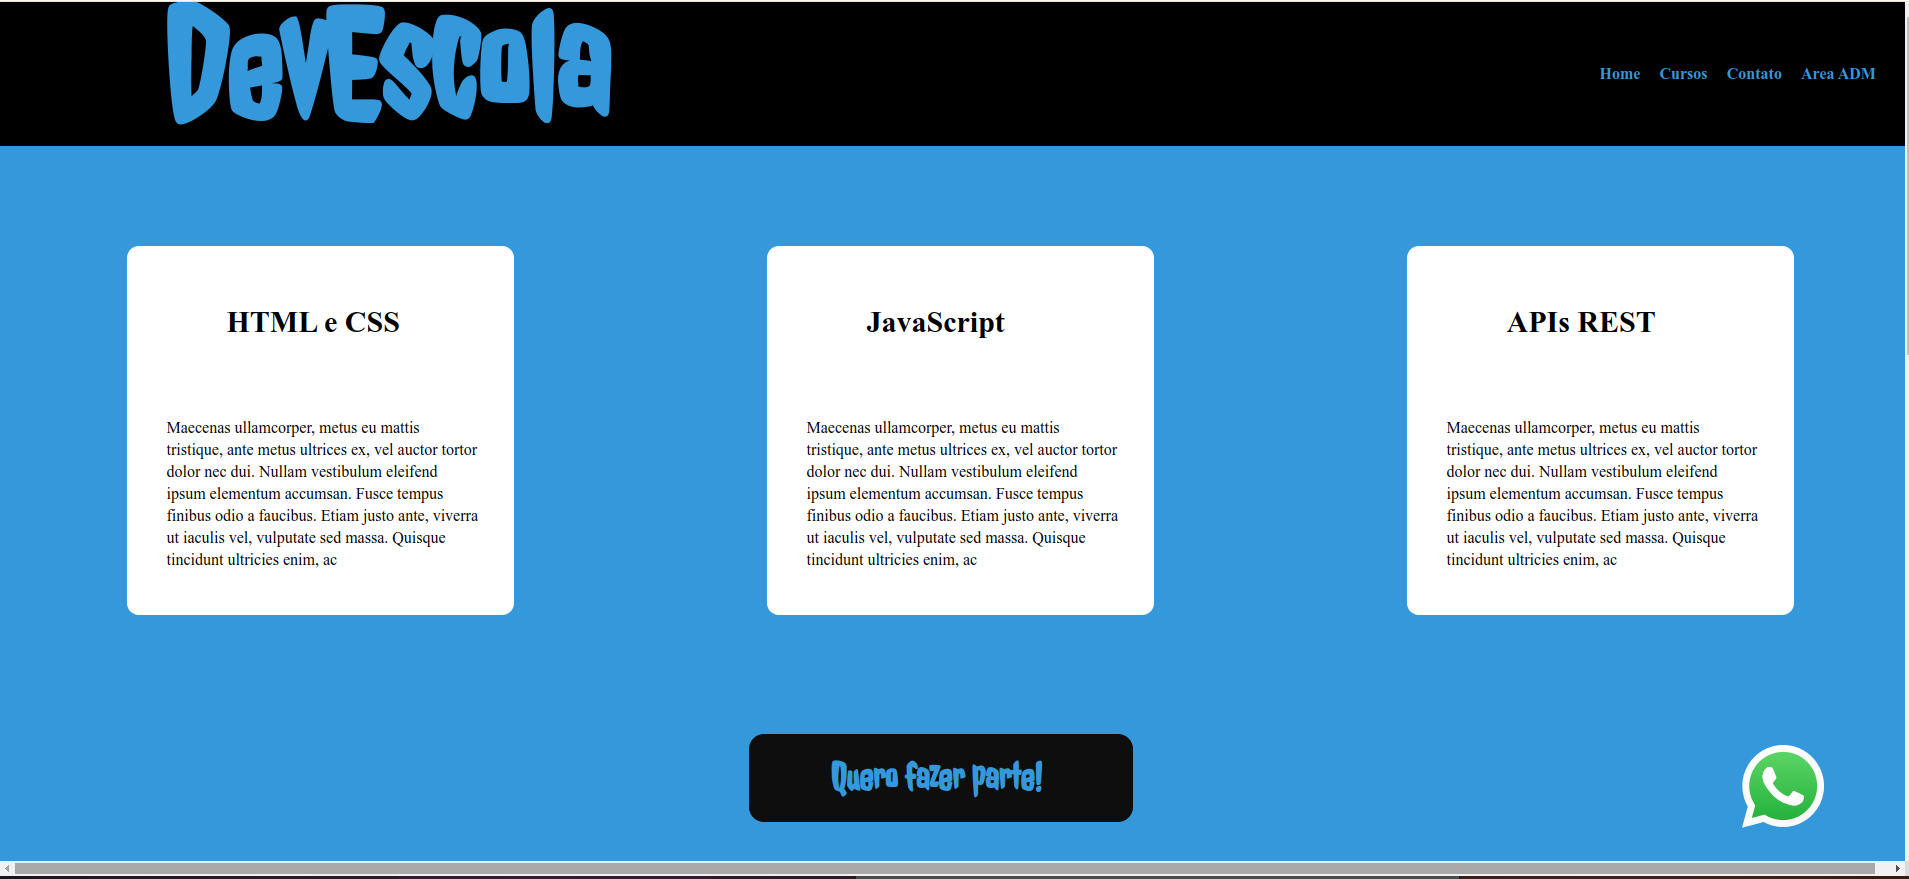 DevEscola
Home Cursos Contato Area ADM
HTML e CSS
Maecenas ullamcorper, metus eu mattis
tristique, ante metus ultrices ex, vel auctor tortor
dolor nec dui. Nullam vestibulum eleifend
ipsum elementum accumsan. Fusce tempus
finibus odio a faucibus. Etiam justo ante, viverra
ut iaculis vel, vulputate sed massa. Quisque
tincidunt ultricies enim, ac
JavaScript
Maecenas ullamcorper, metus eu mattis
tristique, ante metus ultrices ex, vel auctor tortor
dolor nec dui. Nullam vestibulum eleifend
ipsum elementum accumsan. Fusce tempus
finibus odio a faucibus. Etiam justo ante, viverra
ut iaculis vel, vulputate sed massa. Quisque
tincidunt ultricies enim, ac
APIs REST
Maecenas ullamcorper, metus eu mattis
tristique, ante metus ultrices ex, vel auctor tortor
dolor nec dui. Nullam vestibulum eleifend
ipsum elementum accumsan. Fusce tempus
finibus odio a faucibus. Etiam justo ante, viverra
ut iaculis vel, vulputate sed massa. Quisque
tincidunt ultricies enim, ac
Quero fazer parte!